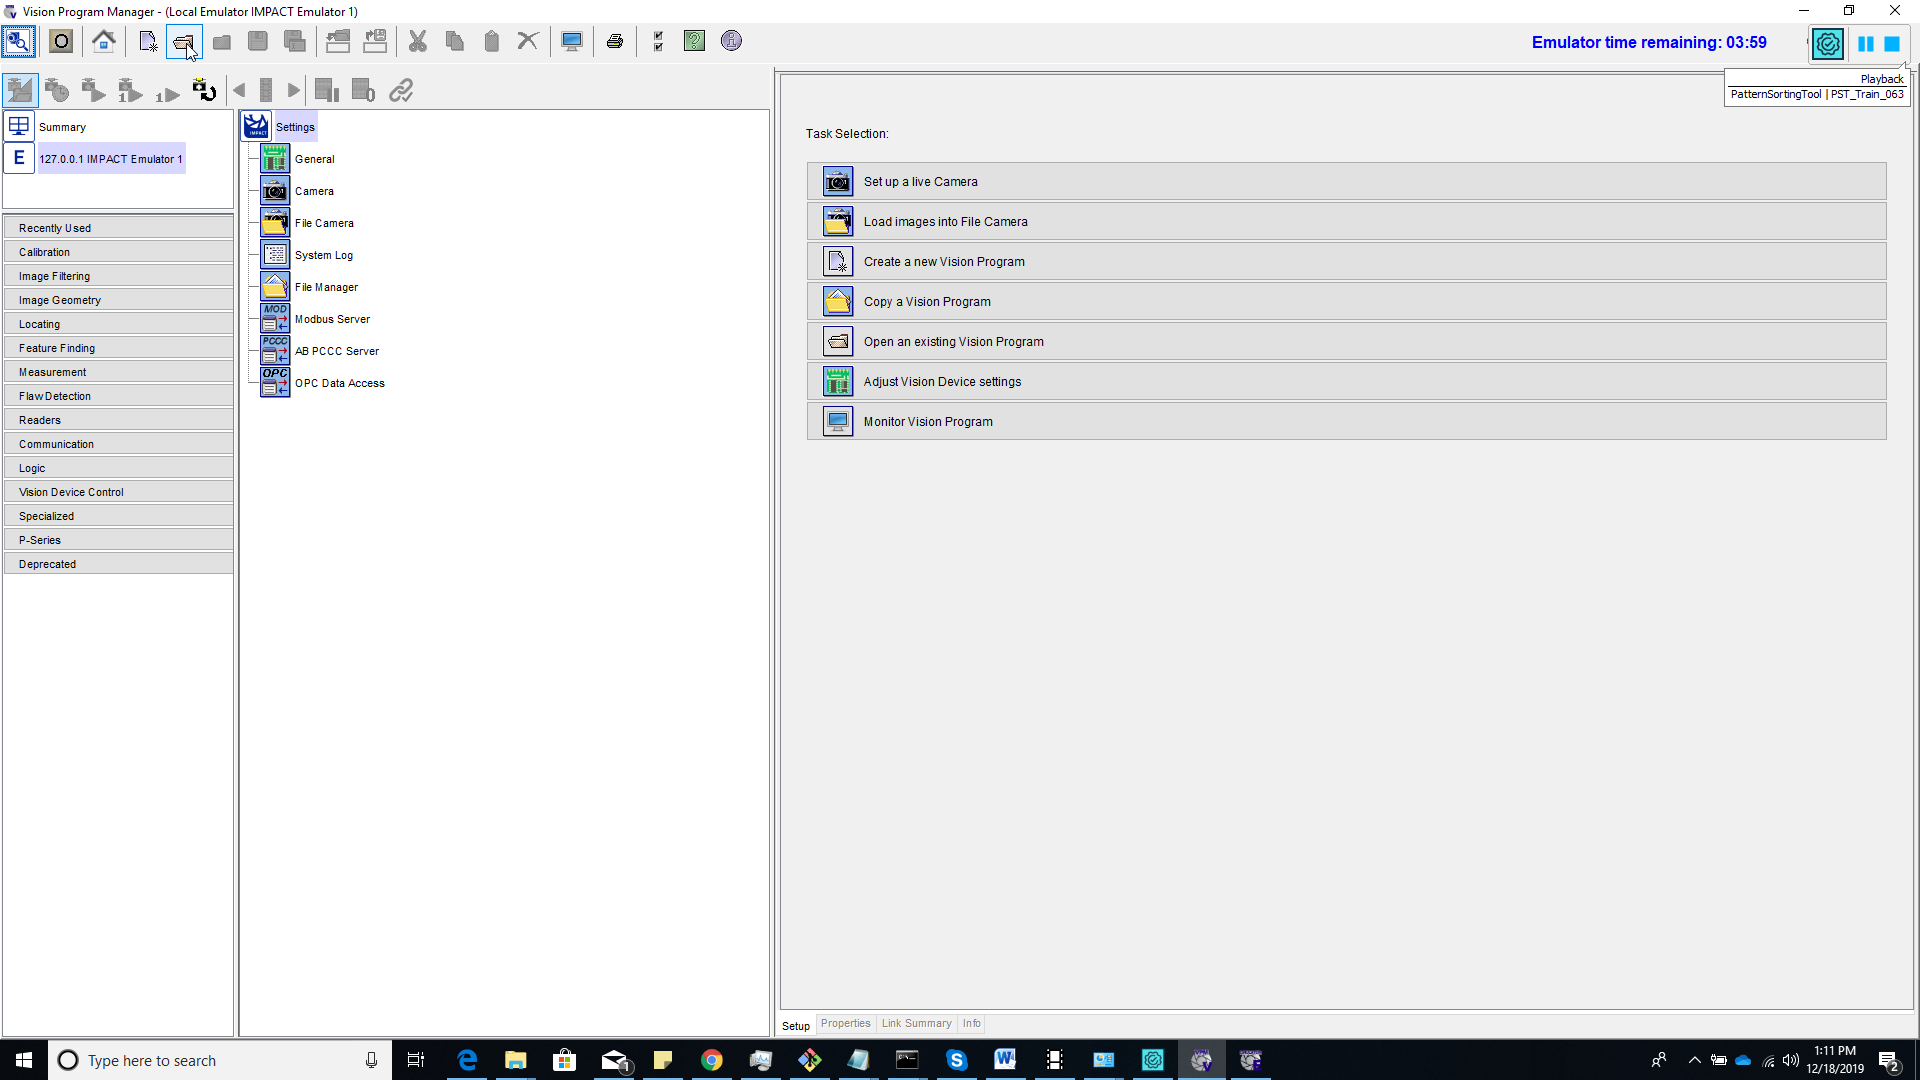 Vision Program Manager - (Local Emulator IMPACT Emulator 1)
O
Emulator time remaining: 03:59
Playback
PatternSortingTool | PST_Train_063
Summary
E 127.0.0.1 IMPACT Emulator 1
Recently Used
Calibration
Image Filtering
Image Geometry
Locating
Feature Finding
Measurement
Flaw Detection
Readers
Communication
Logic
Vision Device Control
Specialized
P-Series
Deprecated
IMPACT Settings
General
Camera
File Camera
System Log
File Manager
MOD Modbus Server
PCCC AB PCCC Server
OPC OPC Data Access
Task Selection:
Set up a live Camera
Load images into File Camera
Create a new Vision Program
Copy a Vision Program
Open an existing Vision Program
Adjust Vision Device settings
Monitor Vision Program
Setup Properties Link Summary Info
Type here to search
1
1:11 PM
12/18/2019
2